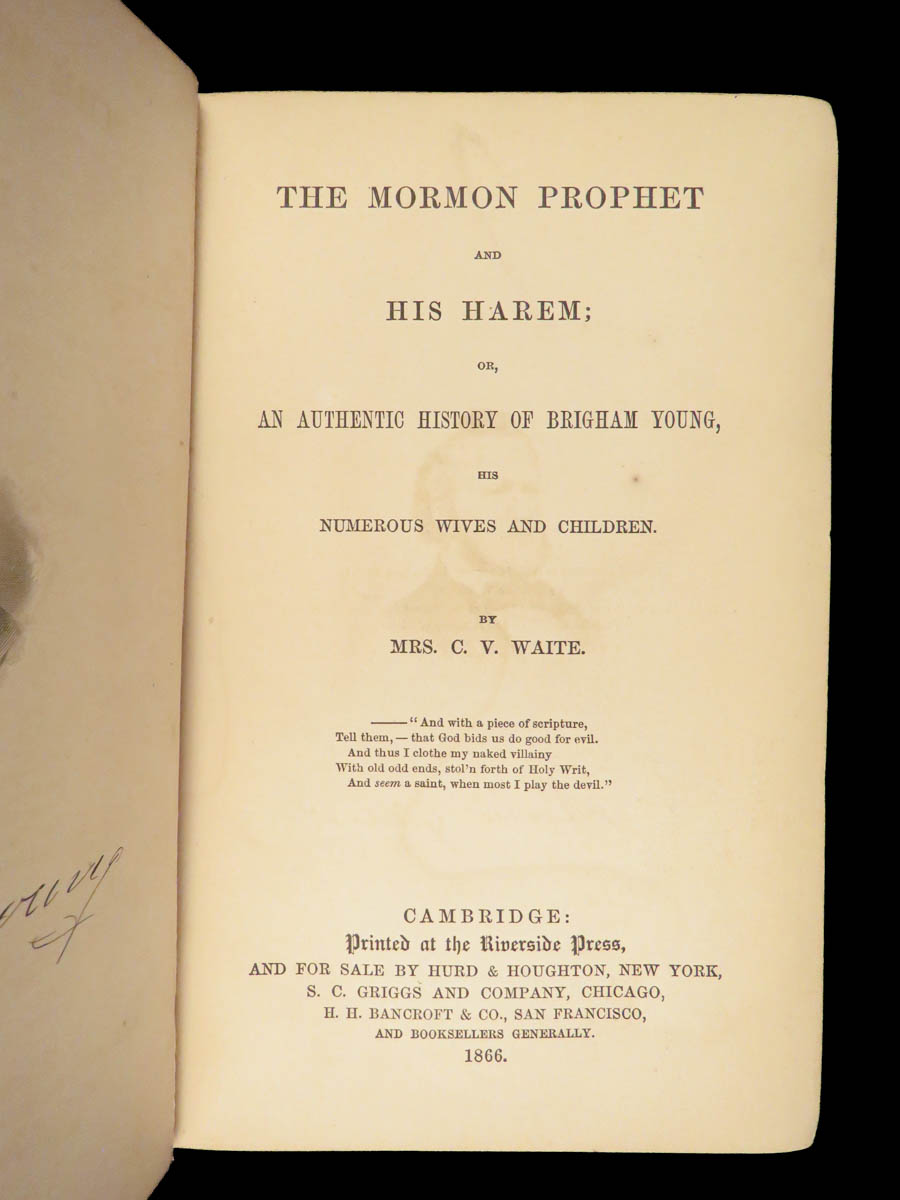 THE MORMON PROPHET
AND
HIS HAREM;
OR,
AN AUTHENTIC HISTORY OF BRIGHAM YOUNG,
HIS
NUMEROUS WIVES AND CHILDREN.
BY
MRS. C. V. WAITE.
——“And with a piece of scripture,
Tell them, — that God bids us do good for evil.
And thus I clothe my naked villainy
With old odd ends, stol'n forth of Holy Writ,
And seem a saint, when most I play the devil.”
CAMBRIDGE:
Printed at the Riverside Press,
AND FOR SALE BY HURD & HOUGHTON, NEW YORK,
S. C. GRIGGS AND COMPANY, CHICAGO,
H. H. BANCROFT & CO., SAN FRANCISCO,
AND BOOKSELLERS GENERALLY.
1866.